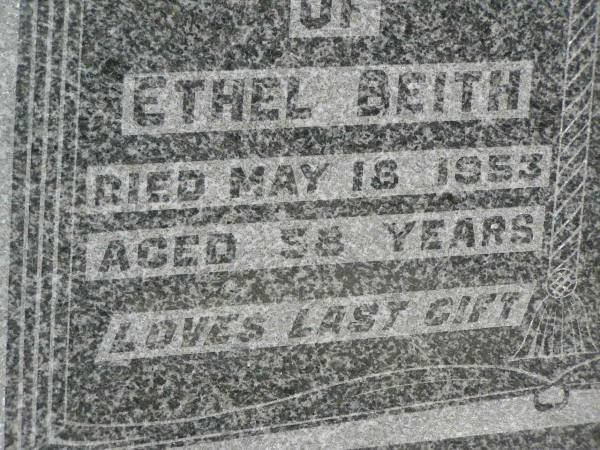 OF
ETHEL BEITH
DIED MAY 18 1953
AGED 58 YEARS
LOVES LAST GIFT